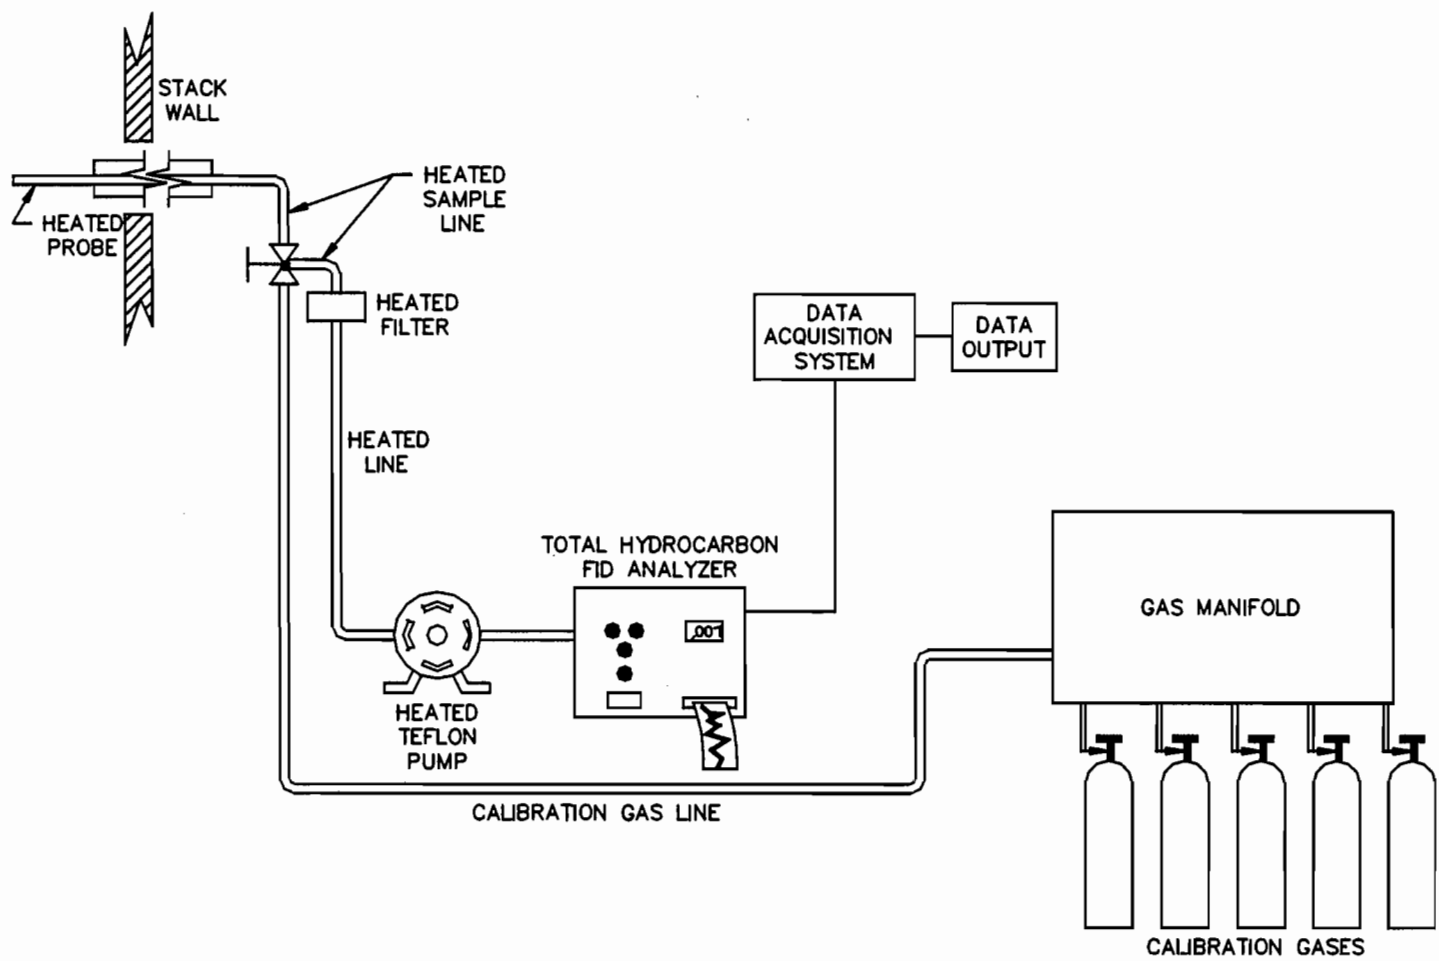 STACK
WALL
HEATED
SAMPLE
LINE
HEATED
PROBE
HEATED
FILTER
DATA
ACQUISITION
SYSTEM
DATA
OUTPUT
HEATED
LINE
TOTAL HYDROCARBON
FID ANALYZER
GAS MANIFOLD
.001
HEATED
TEFLON
PUMP
CALIBRATION GAS LINE
CALIBRATION GASES